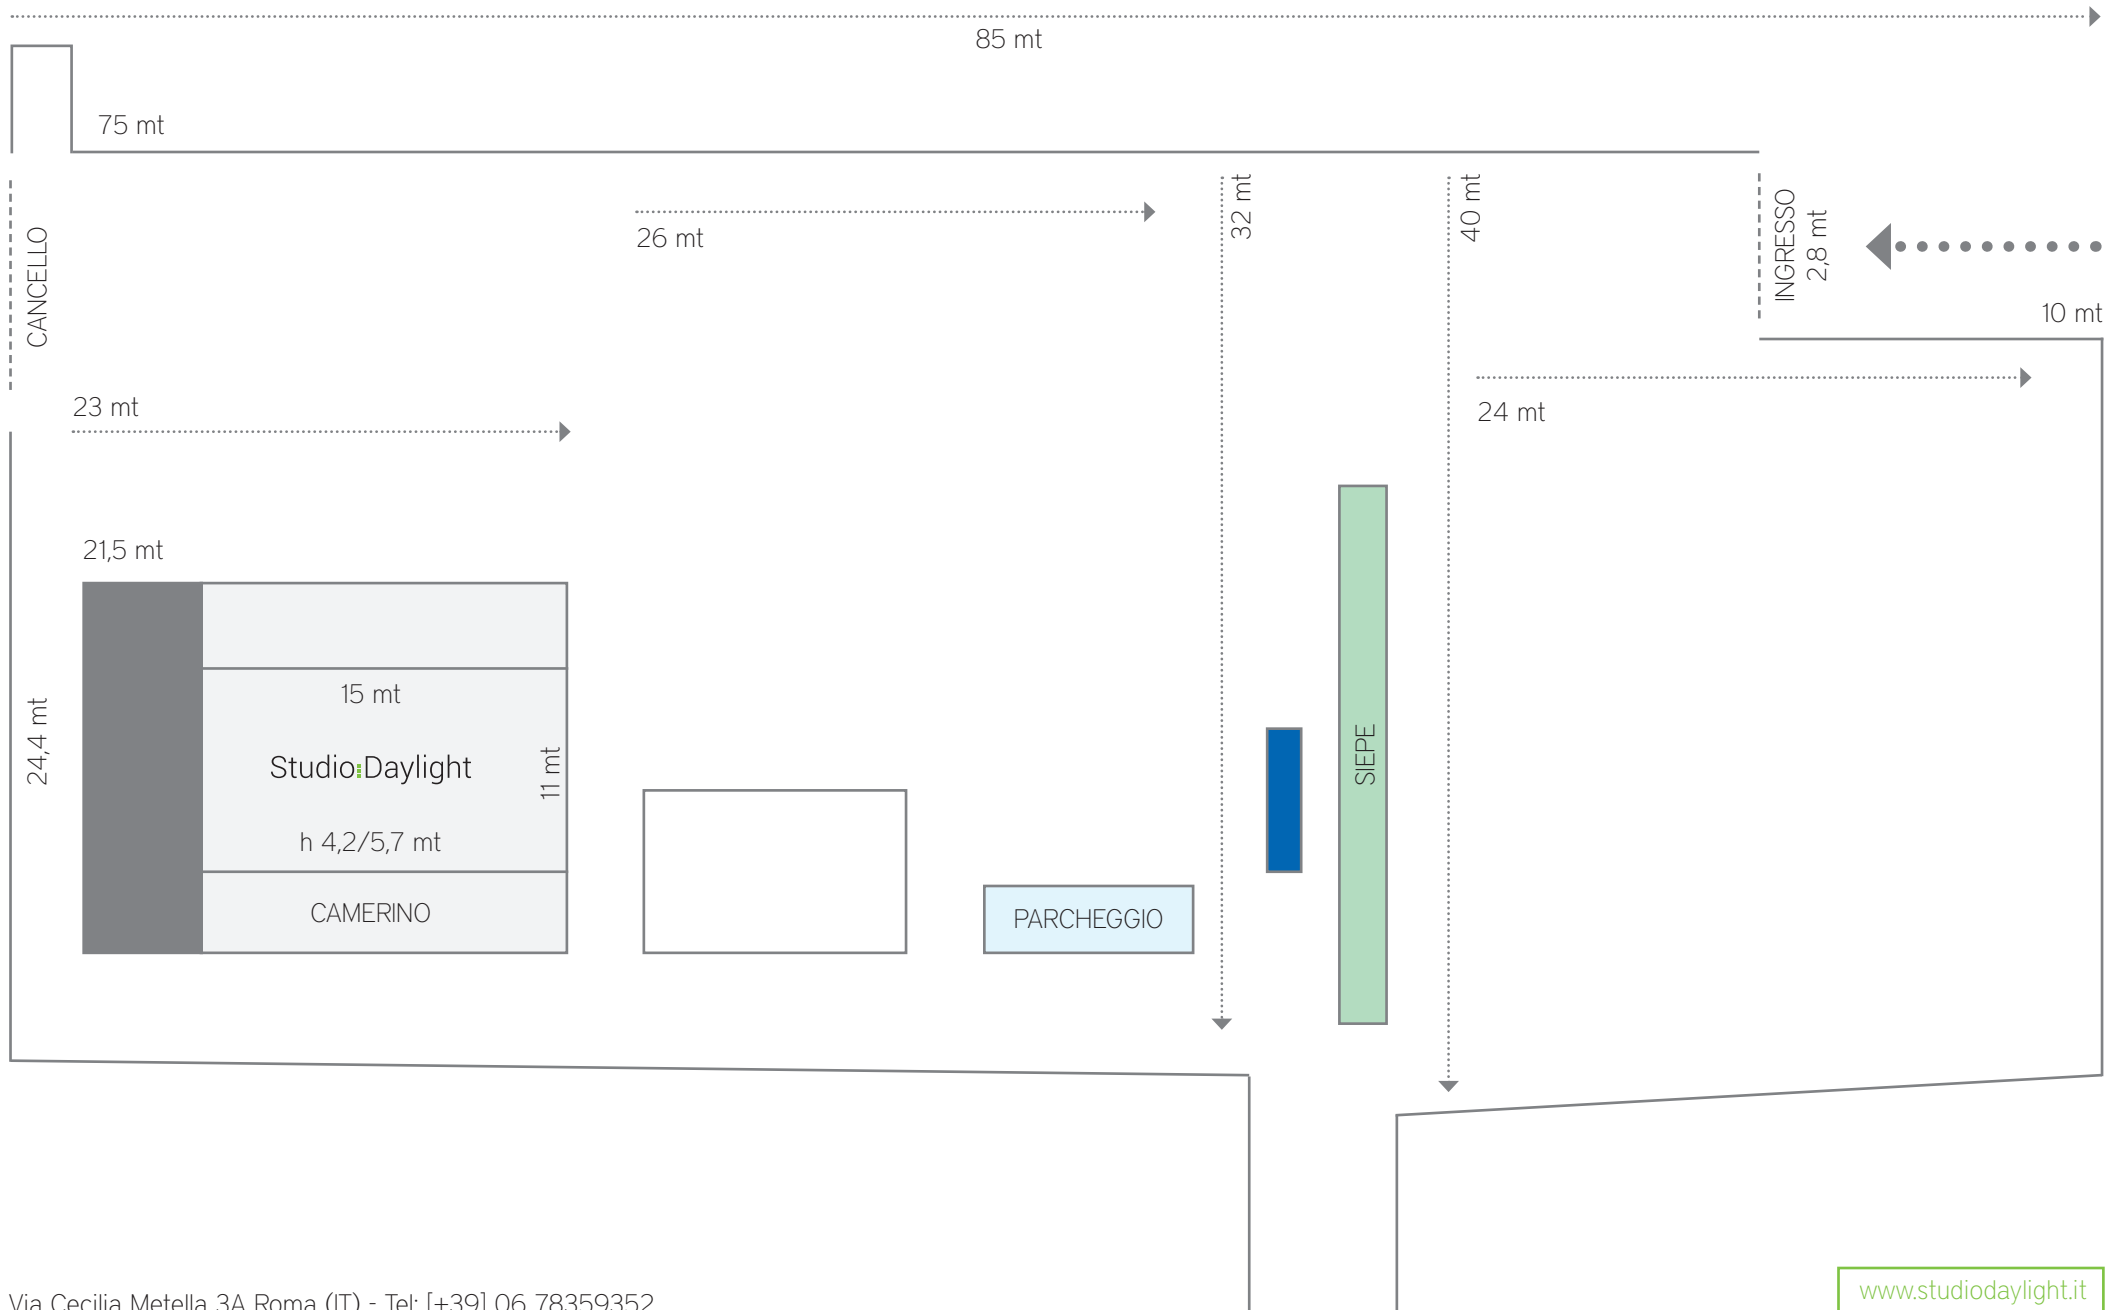 85 mt
75 mt
26 mt
32 mt
40 mt
INGRESSO
2,8 mt
10 mt
CANCELLO
23 mt
24 mt
21,5 mt
24,4 mt
15 mt
Studio:Daylight
11 mt
h 4,2/5,7 mt
CAMERINO
PARCHEGGIO
SIEPE
Via Cecilia Metella 3A Roma (IT) - Tel: [+39] 06 78359352
www.studiodaylight.it